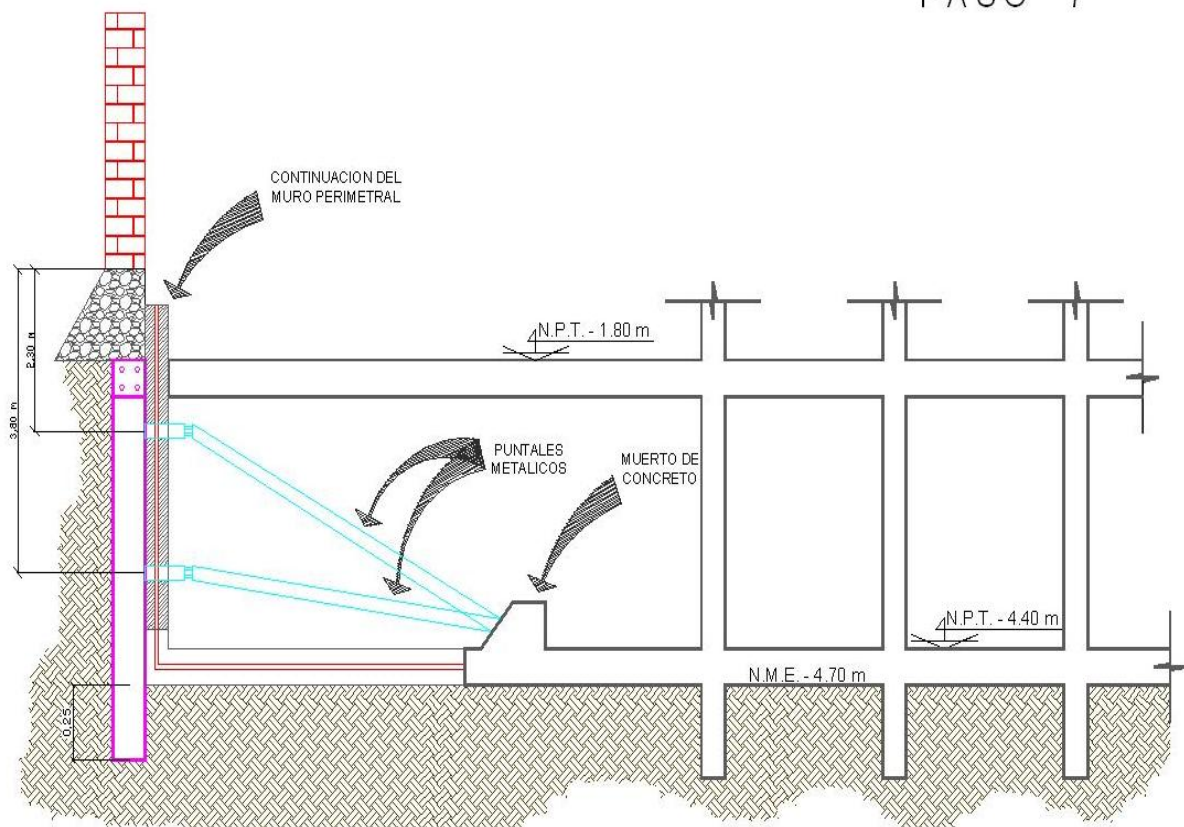 PASO 7
CONTINUACION DEL
MURO PERIMETRAL
N.P.T. - 1.80 m
2.30 m
3.80 m
PUNTALES
METALICOS
MUERTO DE
CONCRETO
N.P.T. - 4.40 m
N.M.E. - 4.70 m
0.25